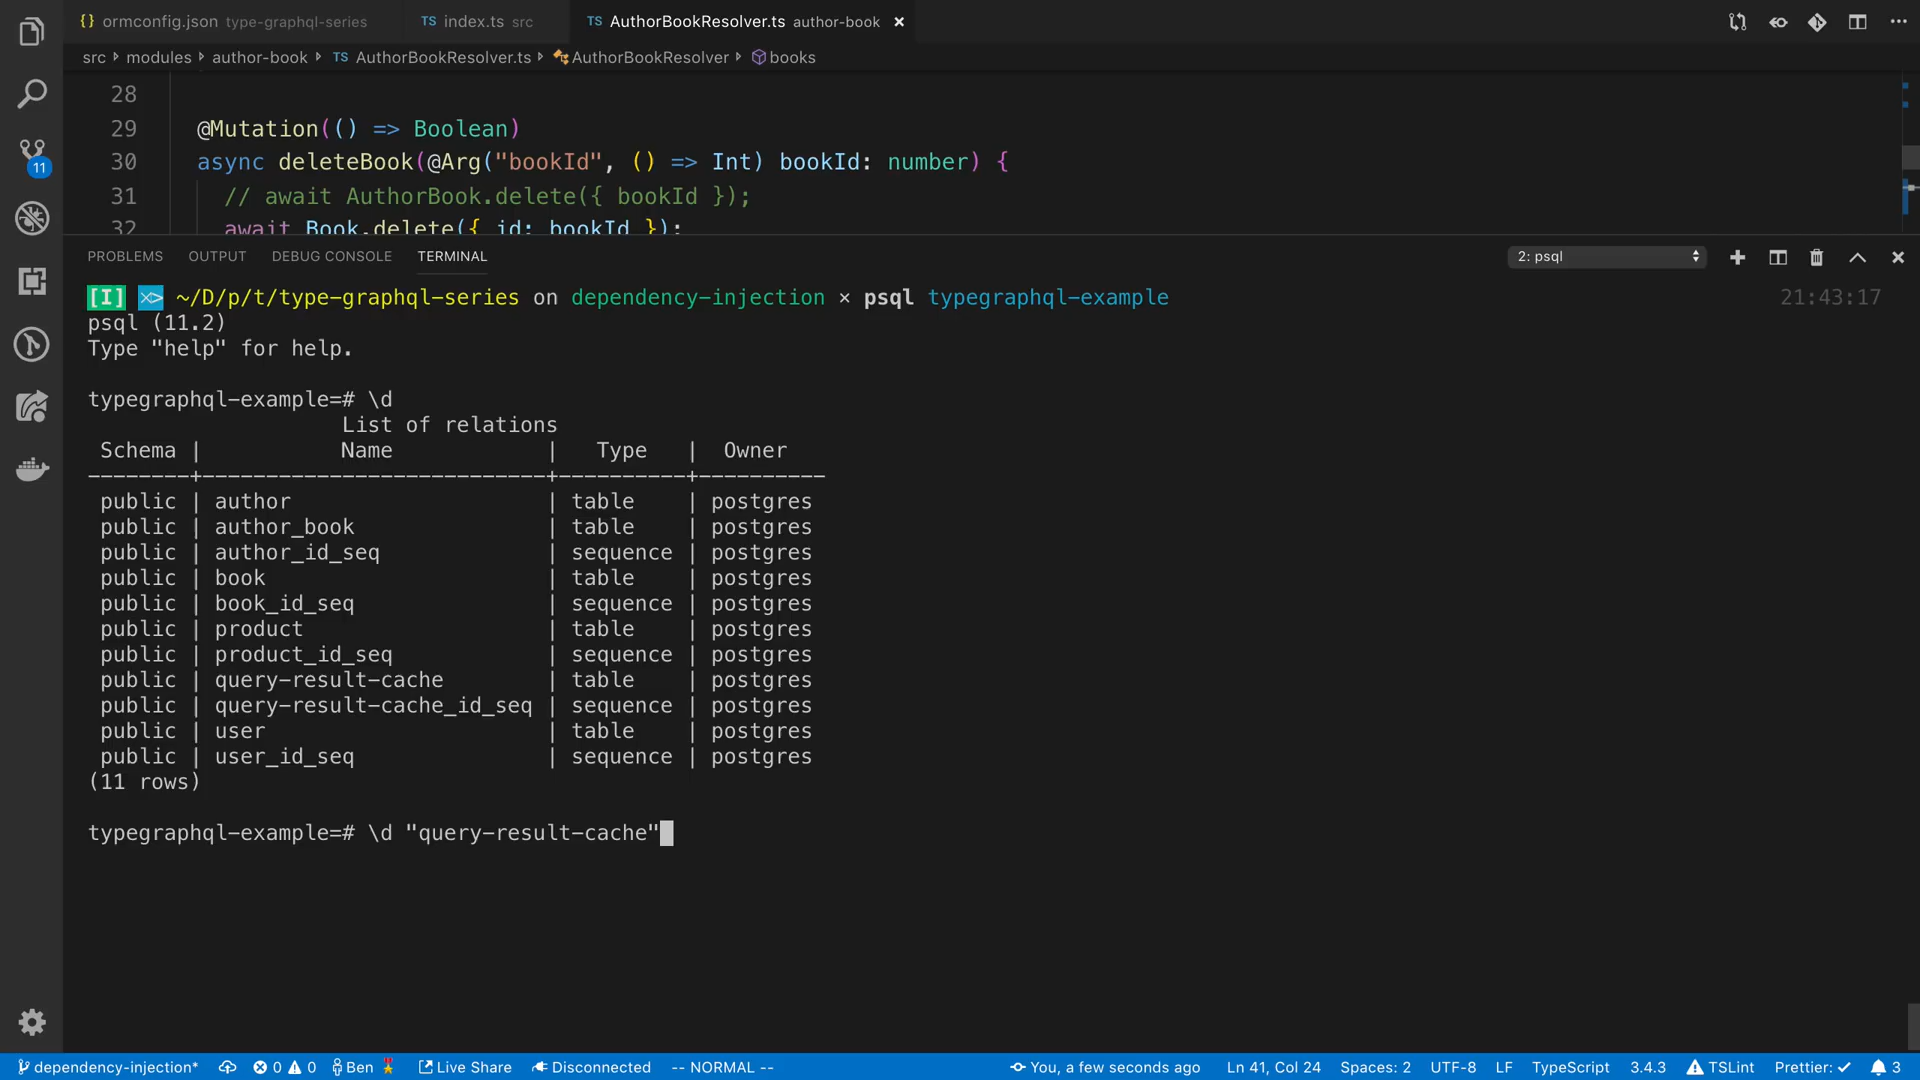 {} ormconfig.json type-graphql-series TS index.ts src TS AuthorBookResolver.ts author-book ×
src modules author-book TS AuthorBookResolver.ts AuthorBookResolver books
28
29 @Mutation(() => Boolean)
30 async deleteBook(@Arg("bookId", () => Int) bookId: number) {
31 // await AuthorBook.delete({ bookId });
32 await Book.delete({ id: bookId });
11
PROBLEMS OUTPUT DEBUG CONSOLE TERMINAL 2: psql
[I] ~/D/p/t/type-graphql-series on dependency-injection × psql typegraphql-example 21:43:17
psql (11.2)
Type "help" for help.
typegraphql-example=# \d
List of relations
Schema | Name | Type | Owner
--------+--------------------------+----------+----------
public | author | table | postgres
public | author_book | table | postgres
public | author_id_seq | sequence | postgres
public | book | table | postgres
public | book_id_seq | sequence | postgres
public | product | table | postgres
public | product_id_seq | sequence | postgres
public | query-result-cache | table | postgres
public | query-result-cache_id_seq | sequence | postgres
public | user | table | postgres
public | user_id_seq | sequence | postgres
(11 rows)
typegraphql-example=# \d "query-result-cache"
dependency-injection* 0 0 Ben Live Share Disconnected -- NORMAL -- You, a few seconds ago Ln 41, Col 24 Spaces: 2 UTF-8 LF TypeScript 3.4.3 TSLint Prettier: ✓ 3